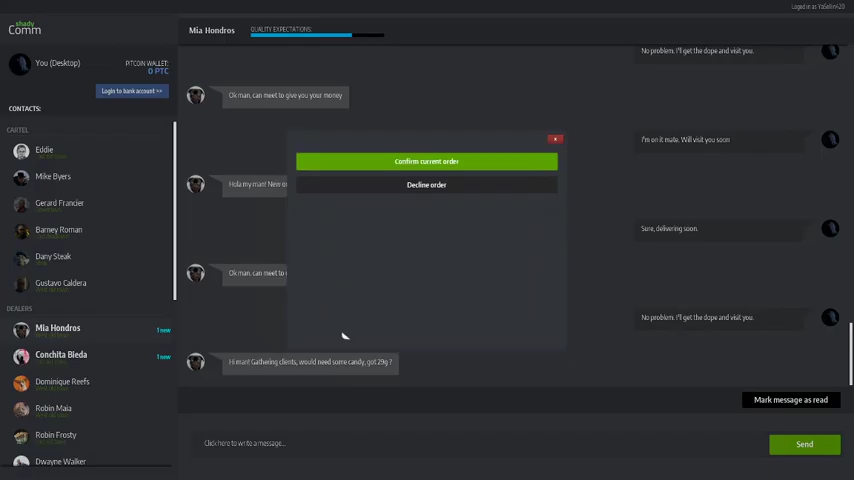 Logged in as YaSellin420
shady
Comm
You (Desktop)
PITCOIN WALLET:
0 PTC
Login to bank account >>
CONTACTS:
CARTEL
Eddie
Mike Byers
Gerard Francier
Barney Roman
Dany Steak
Gustavo Caldera
DEALERS
Mia Hondros
1 new
Conchita Bleda
1 new
Dominique Reefs
Robin Maia
Robin Frosty
Dwayne Walker
Mia Hondros
QUALITY EXPECTATIONS:
No problem. I'll get the dope and visit you.
Ok man, can meet to give you your money
I'm on it mate. Will visit you soon
Hola my man! New
Sure, delivering soon.
Ok man, can meet to
No problem. I'll get the dope and visit you.
Hi man! Gathering clients, would need some candy, got 29g ?
x
Confirm current order
Decline order
Mark message as read
Click here to write a message...
Send